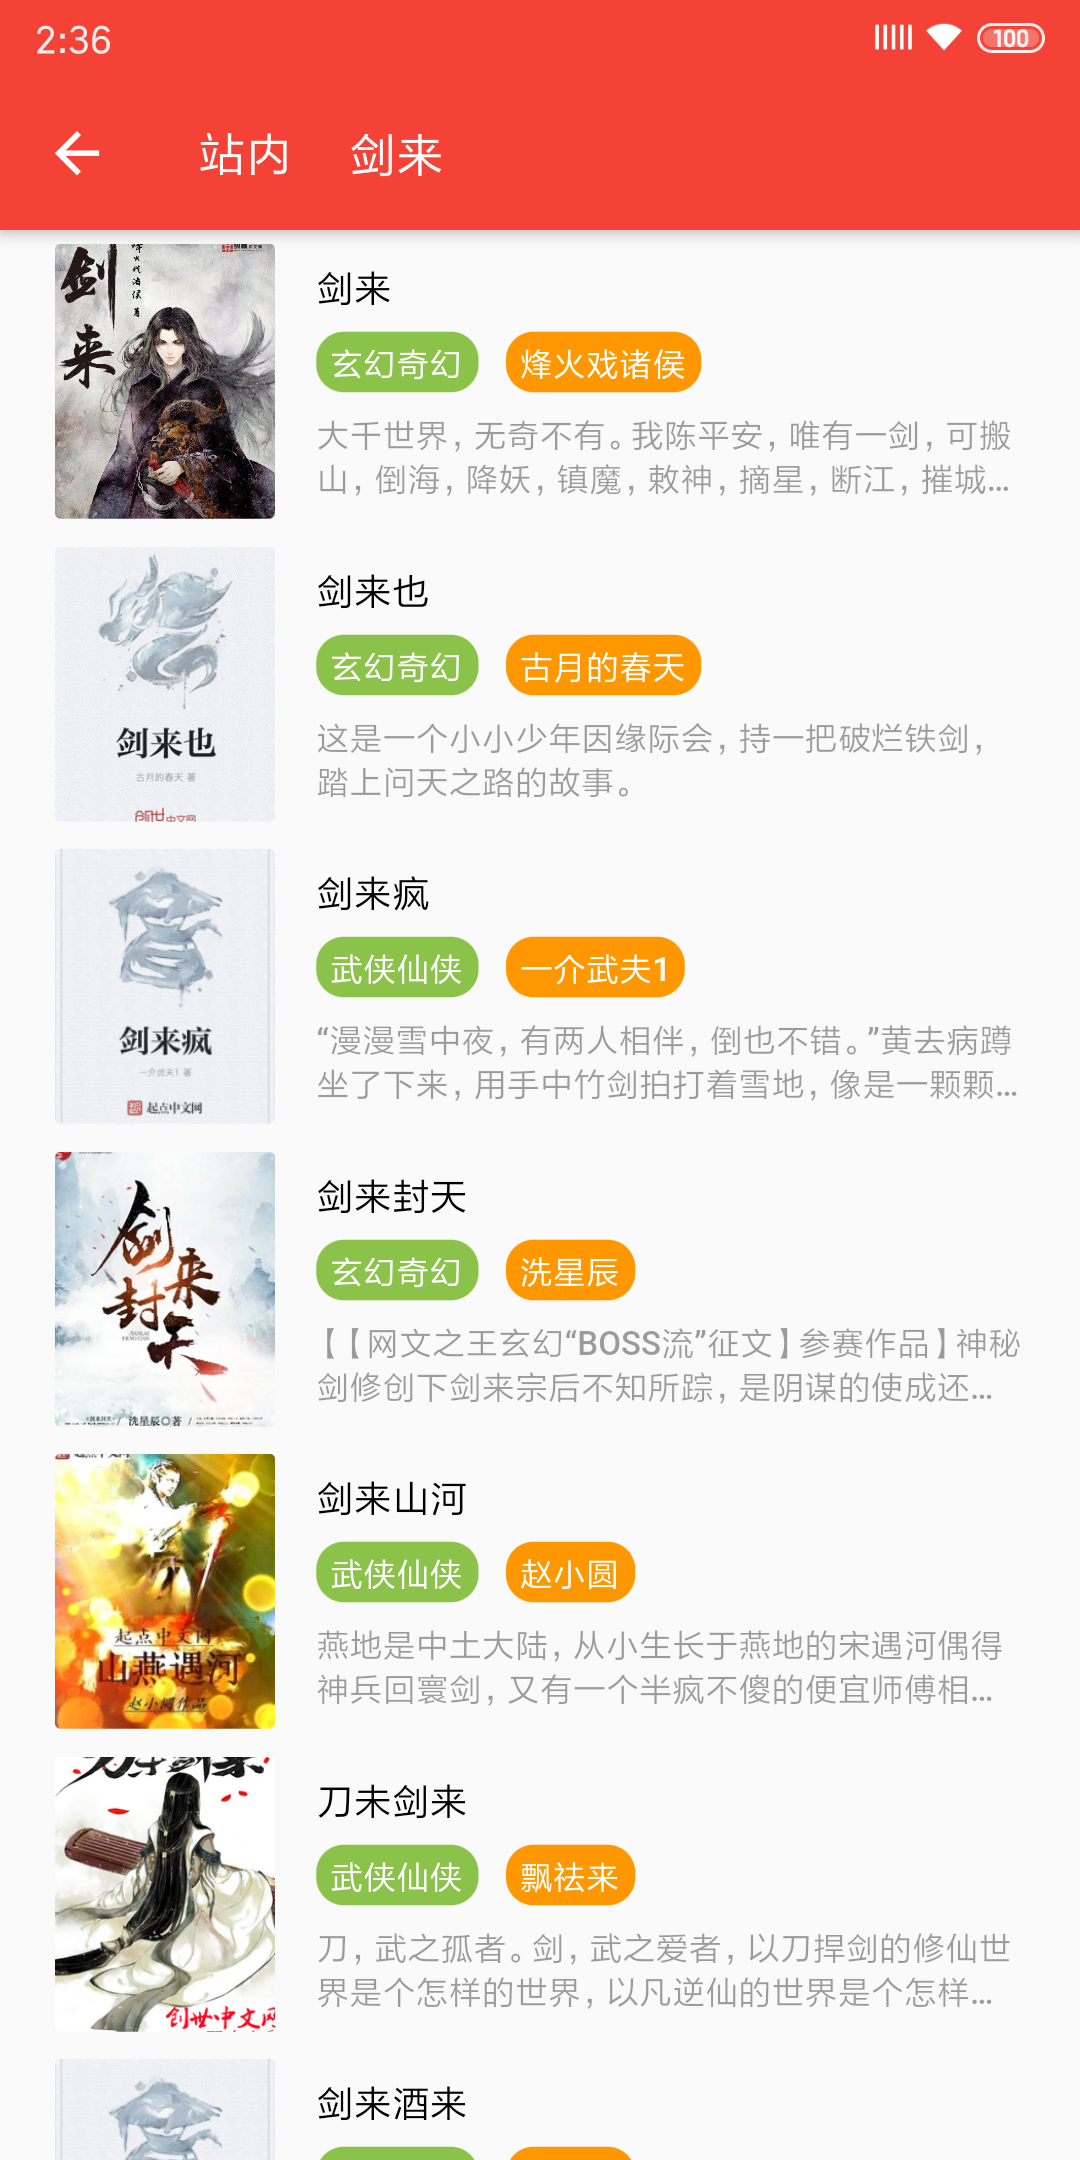 2:36
100
站内 剑来
剑来
烽火戏诸侯 著
剑来
玄幻奇幻 烽火戏诸侯
大千世界，无奇不有。我陈平安，唯有一剑，可搬
山，倒海，降妖，镇魔，敕神，摘星，断江，摧城...
剑来也
古月的春天 著
剑来也
玄幻奇幻 古月的春天
这是一个小小少年因缘际会，持一把破烂铁剑，
踏上问天之路的故事。
剑来疯
一介武夫1 著
起点中文网
剑来疯
武侠仙侠 一介武夫1
“漫漫雪中夜，有两人相伴，倒也不错。”黄去病蹲
坐了下来，用手中竹剑拍打着雪地，像是一颗颗...
剑来封天
JIANLAI
FENGTIAN
洗星辰◎著
剑来封天
玄幻奇幻 洗星辰
【【网文之王玄幻“BOSS流”征文】参赛作品】神秘
剑修创下剑来宗后不知所踪，是阴谋的使成还...
起点中文网
山燕遇河
赵小圆作品
剑来山河
武侠仙侠 赵小圆
燕地是中土大陆，从小生长于燕地的宋遇河偶得
神兵回寰剑，又有一个半疯不傻的便宜师傅相...
创世中文网
刀未剑来
武侠仙侠 飘祛来
刀，武之孤者。剑，武之爱者，以刀捍剑的修仙世
界是个怎样的世界，以凡逆仙的世界是个怎样...
剑来酒来